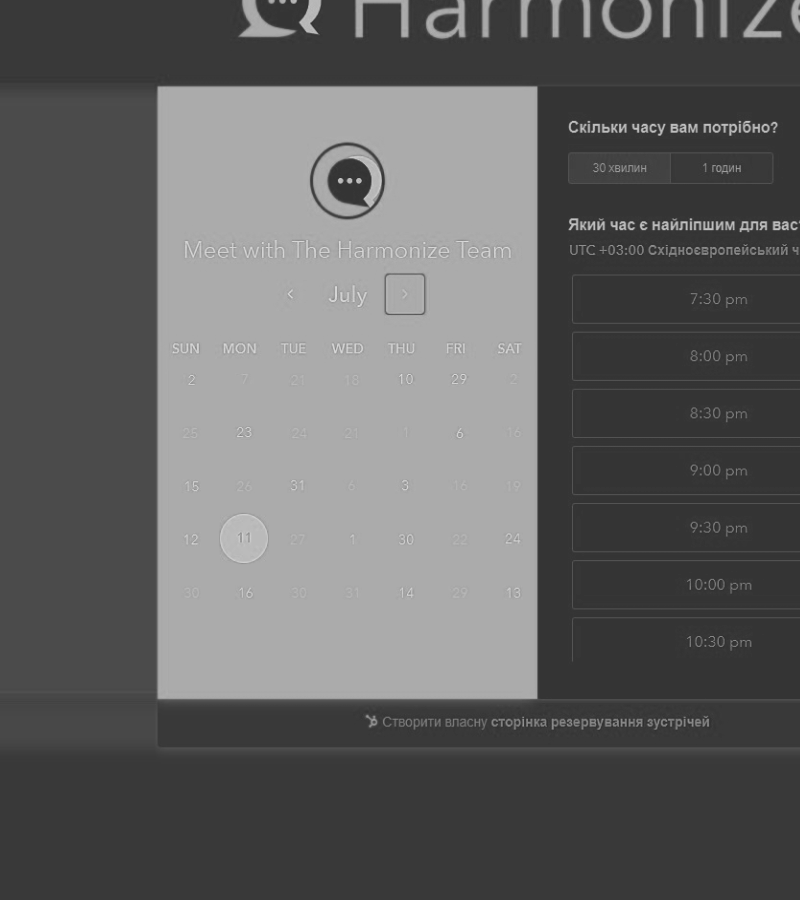 Harmonize
Meet with The Harmonize Team
July
SUN MON TUE WED THU FRI SAT
2 7 21 18 10 29 2
25 23 24 21 1 6 16
15 26 31 6 3 16 19
12 11 27 1 30 22 24
30 16 30 31 14 29 13
Скільки часу вам потрібно?
30 хвилин 1 годин
Який час є найліпшим для вас
UTC +03:00 Східноєвропейський ч
7:30 pm
8:00 pm
8:30 pm
9:00 pm
9:30 pm
10:00 pm
10:30 pm
Створити власну сторінка резервування зустрічей